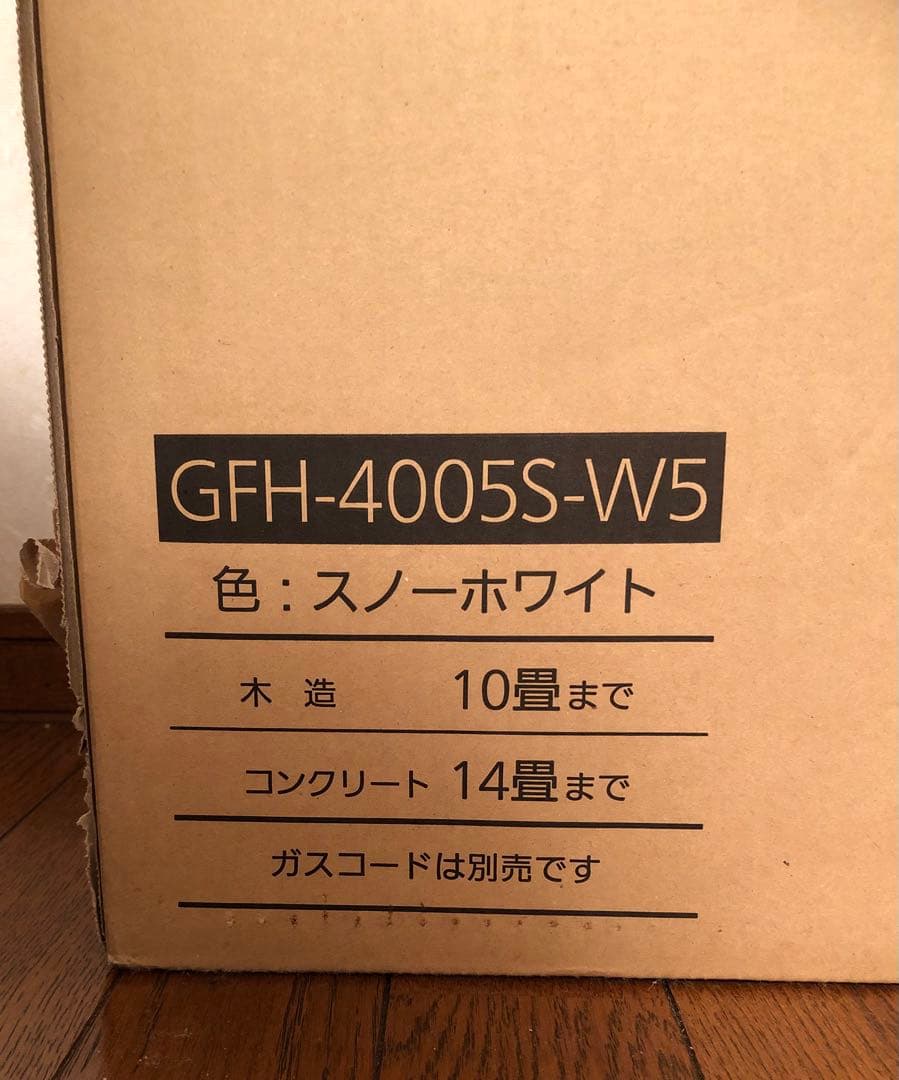 GFH-4005S-W5
色：スノーホワイト
木 造 10畳まで
コンクリート 14畳まで
ガスコードは別売です